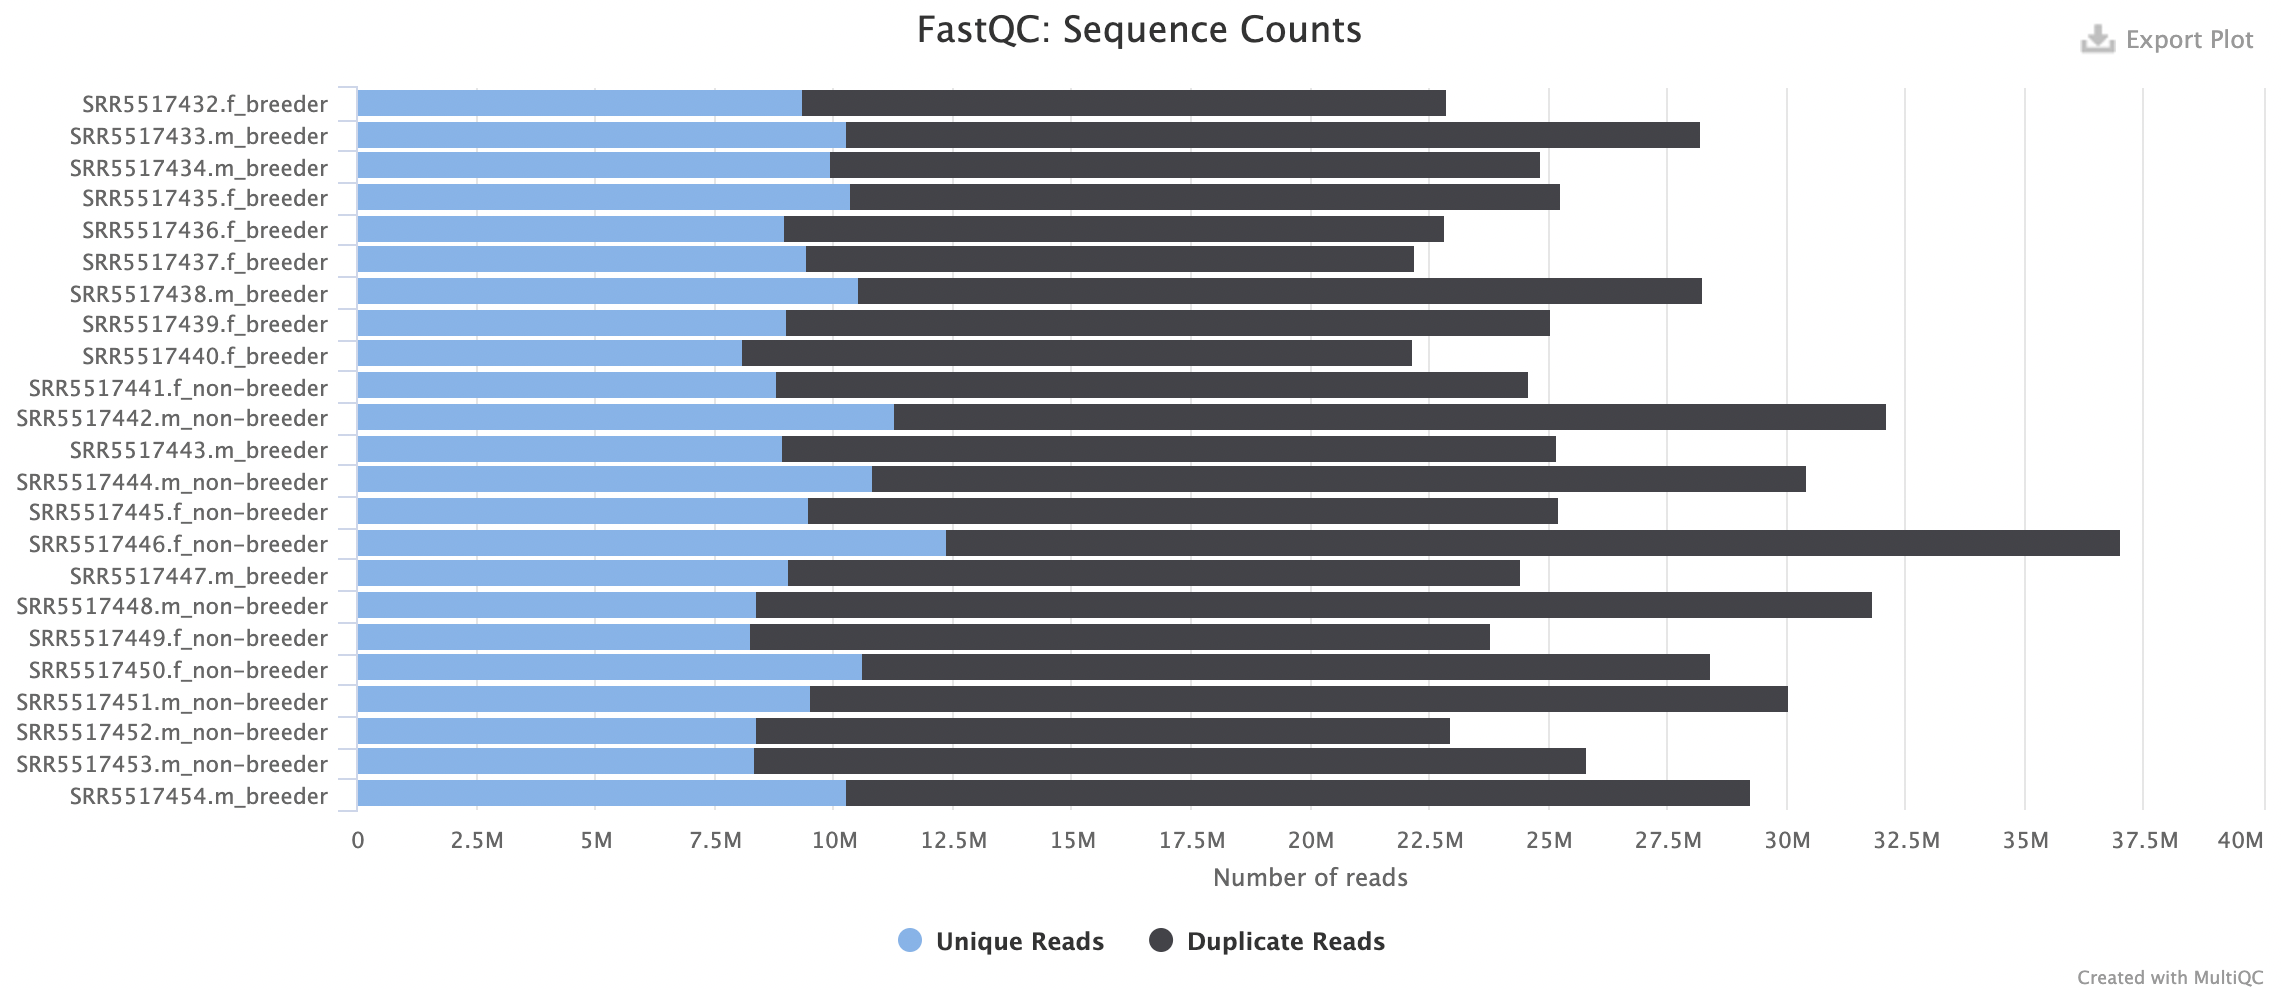 FastQC: Sequence Counts
Export Plot
SRR5517432.f_breeder
SRR5517433.m_breeder
SRR5517434.m_breeder
SRR5517435.f_breeder
SRR5517436.f_breeder
SRR5517437.f_breeder
SRR5517438.m_breeder
SRR5517439.f_breeder
SRR5517440.f_breeder
SRR5517441.f_non-breeder
SRR5517442.m_non-breeder
SRR5517443.m_breeder
SRR5517444.m_non-breeder
SRR5517445.f_non-breeder
SRR5517446.f_non-breeder
SRR5517447.m_breeder
SRR5517448.m_non-breeder
SRR5517449.f_non-breeder
SRR5517450.f_non-breeder
SRR5517451.m_non-breeder
SRR5517452.m_non-breeder
SRR5517453.m_non-breeder
SRR5517454.m_breeder
0 2.5M 5M 7.5M 10M 12.5M 15M 17.5M 20M 22.5M 25M 27.5M 30M 32.5M 35M 37.5M 40M
Number of reads
Unique Reads Duplicate Reads
Created with MultiQC